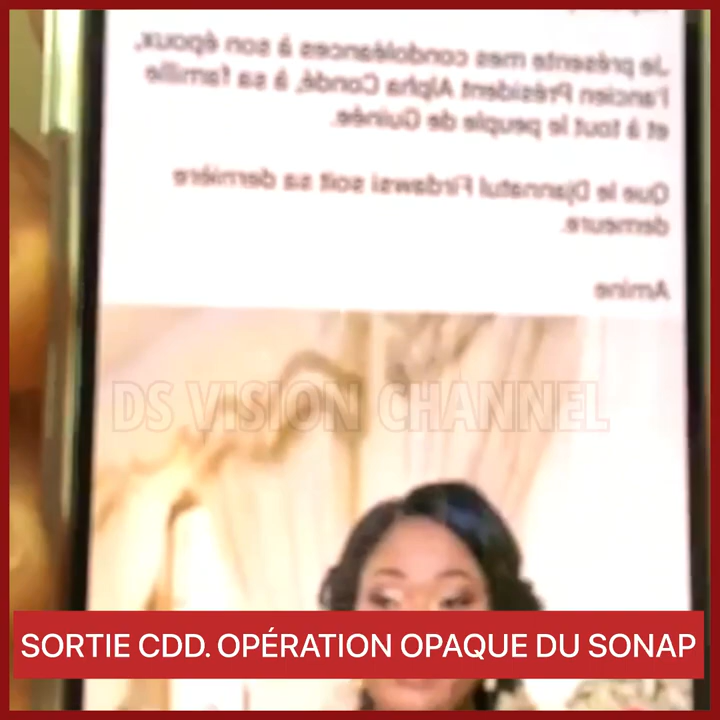 Je présente mes condoléances à son époux,
l'ancien Président Alpha Condé, à sa famille
et à tout le peuple de Guinée.
Que le Djannatul Firdawsi soit sa dernière
demeure.
Amine
DS VISION CHANNEL
SORTIE CDD. OPÉRATION OPAQUE DU SONAP